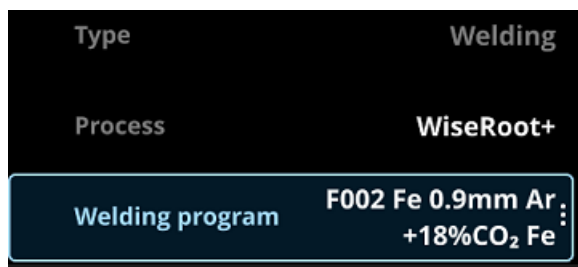 Type Welding
Process WiseRoot+
Welding program F002 Fe 0.9mm Ar
+18%CO₂ Fe